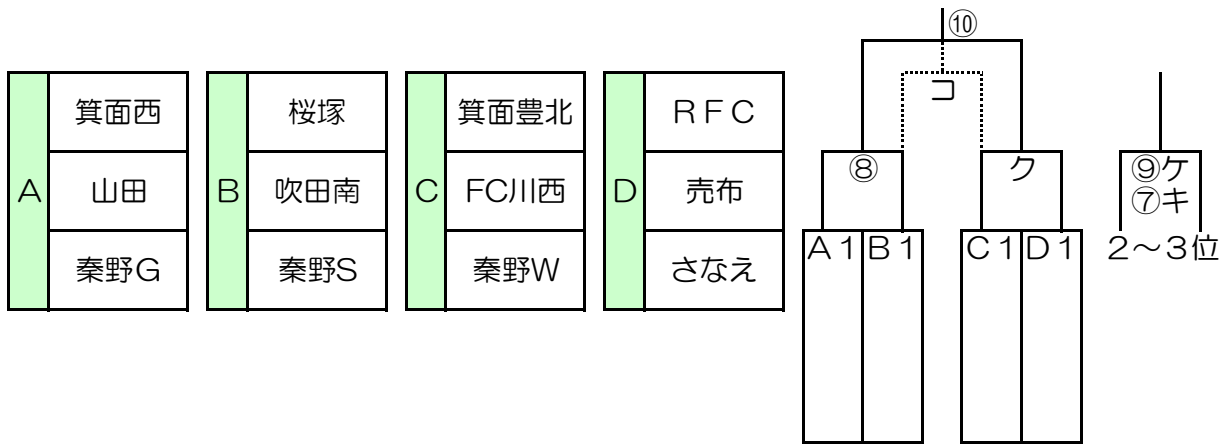 ⑩
コ
A
箕面西
山田
秦野G
B
桜塚
吹田南
秦野S
C
箕面豊北
FC川西
秦野W
D
ＲＦＣ
売布
さなえ
⑧
ク
⑨ケ
⑦キ
Ａ１ Ｂ１ Ｃ１ Ｄ１ ２～３位